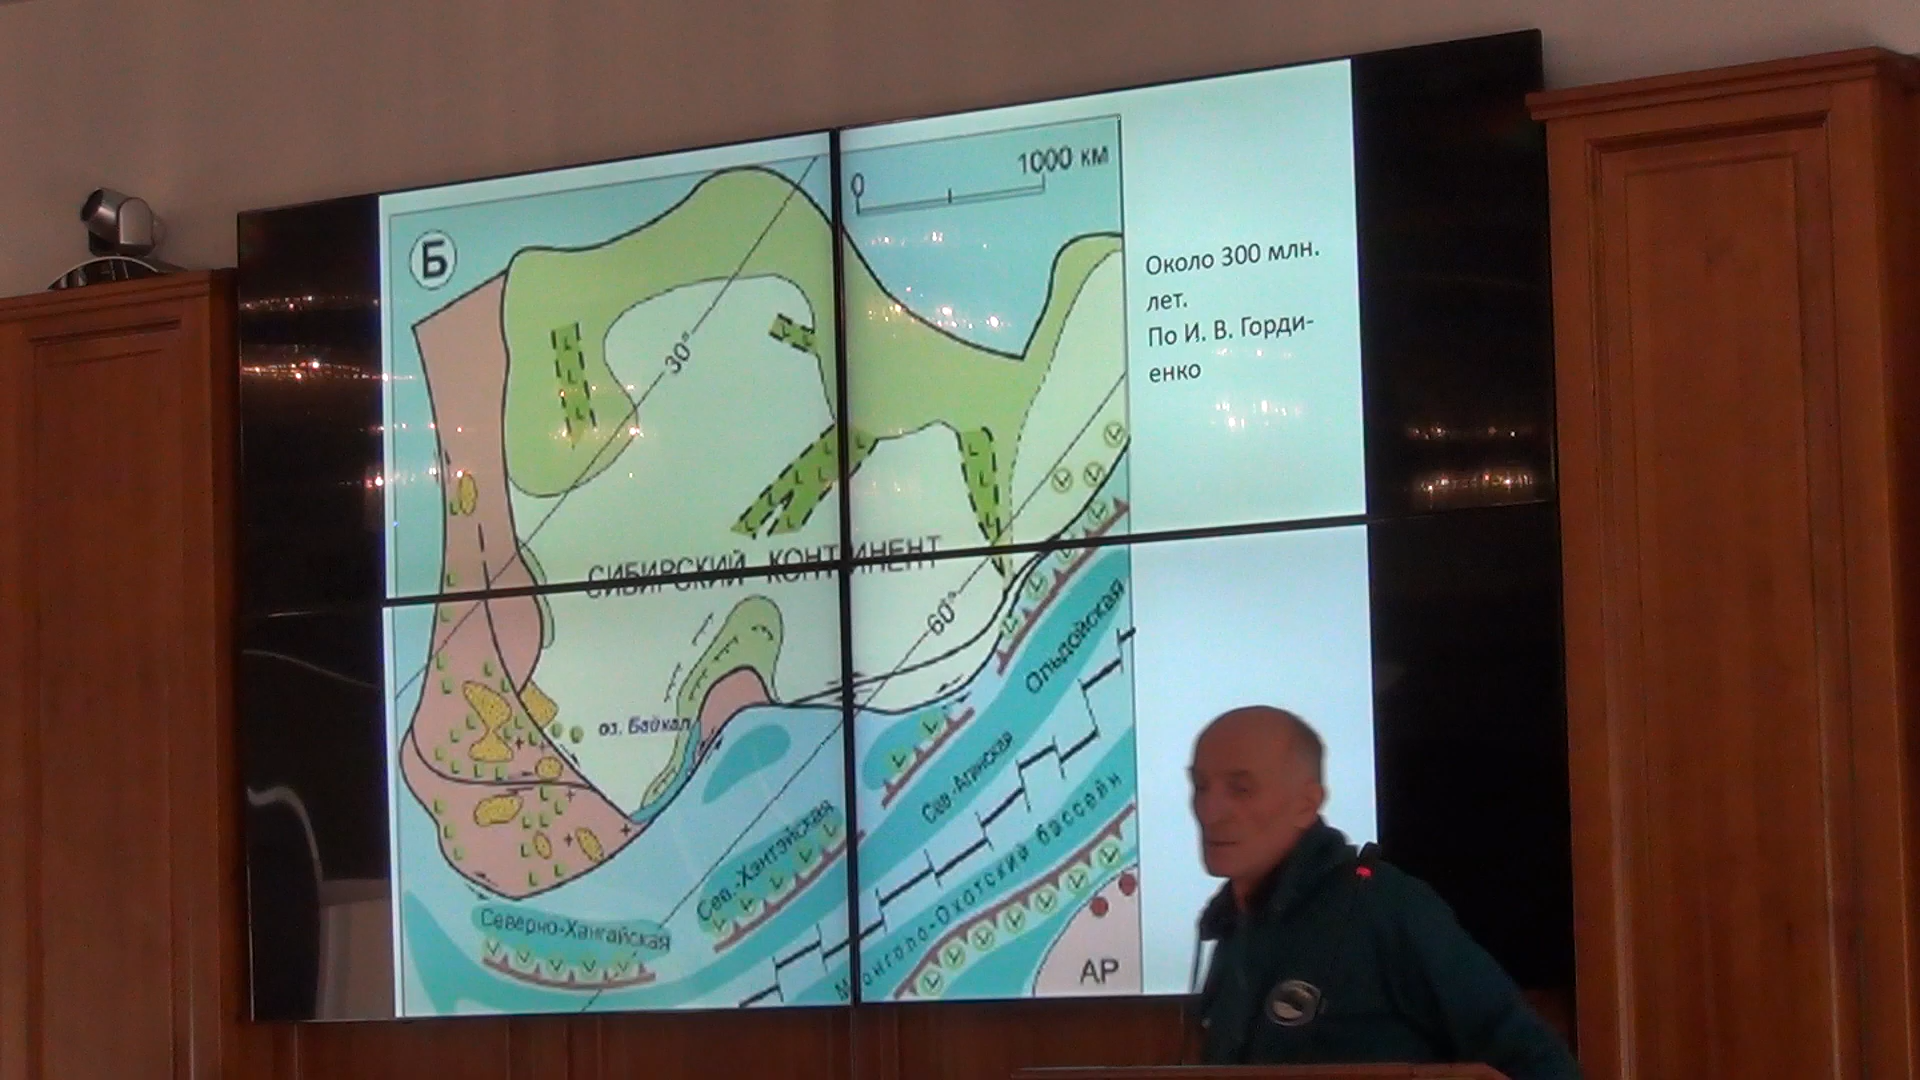 Б
0
1000 км
Около 300 млн.
лет.
По И. В. Горди-
енко
30°
СИБИРСКИЙ КОНТИНЕНТ
60°
оз. Байкал
Ольдойская
Сев.-Агинская
Сев.-Хэнтэйская
Северно-Хангайская
Монголо-Охотский бассейн
АР